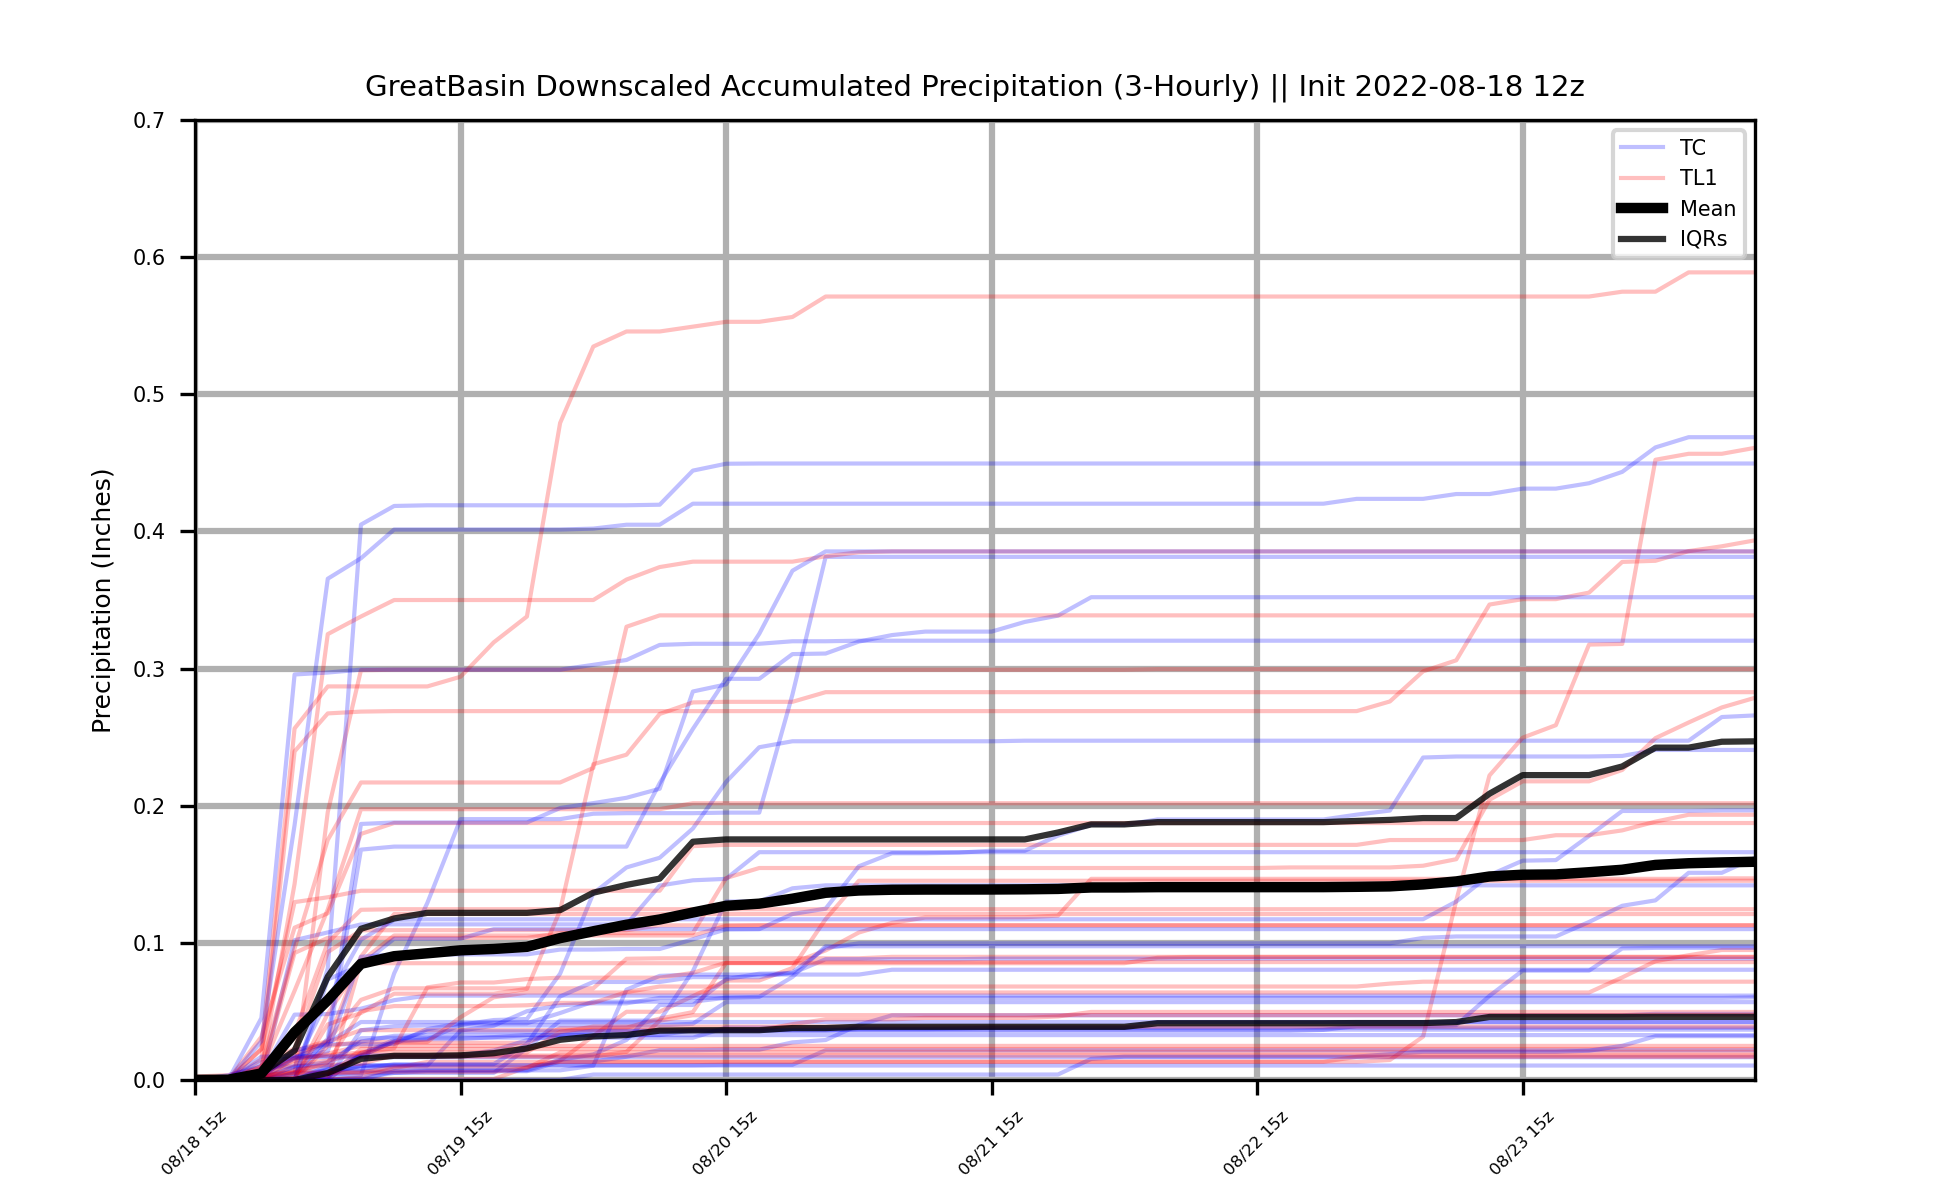 GreatBasin Downscaled Accumulated Precipitation (3-Hourly) || Init 2022-08-18 12z
0.7
0.6
0.5
0.4
0.3
0.2
0.1
0.0
Precipitation (Inches)
TC
TL1
Mean
IQRs
08/18 15z
08/19 15z
08/20 15z
08/21 15z
08/22 15z
08/23 15z